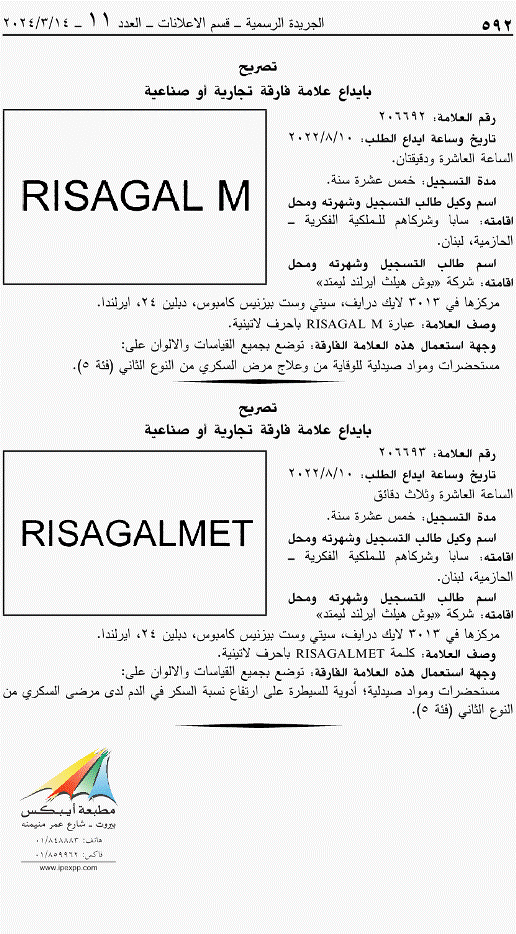 ٥٩٢
الجريدة الرسمية – قسم الاعلانات – العدد ١١ – ٢٠٢٤/٣/١٤
تصريح
بايداع علامة فارقة تجارية أو صناعية
رقم العلامة: ٢٠٦٦٩٢
تاريخ وساعة ايداع الطلب: ٢٠٢٢/٨/١٠
الساعة العاشرة ودقيقتان.
مدة التسجيل: خمس عشرة سنة.
اسم وكيل طالب التسجيل وشهرته ومحل
اقامته: سابا وشركاهم للملكية الفكرية –
الحازمية، لبنان.
اسم طالب التسجيل وشهرته ومحل
اقامته: شركة «بوش هيلث ايرلند ليمتد»
RISAGAL M
مركزها في ٣٠١٣ لايك درايف، سيتي وست بيزنيس كامبوس، دبلين ٢٤، ايرلندا.
وصف العلامة: عبارة RISAGAL M باحرف لاتينية.
وجهة استعمال هذه العلامة الفارقة: توضع بجميع القياسات والالوان على:
مستحضرات ومواد صيدلية للوقاية من وعلاج مرض السكري من النوع الثاني (فئة ٥).
تصريح
بايداع علامة فارقة تجارية أو صناعية
رقم العلامة: ٢٠٦٦٩٣
تاريخ وساعة ايداع الطلب: ٢٠٢٢/٨/١٠
الساعة العاشرة وثلاث دقائق
مدة التسجيل: خمس عشرة سنة.
اسم وكيل طالب التسجيل وشهرته ومحل
اقامته: سابا وشركاهم للملكية الفكرية –
الحازمية، لبنان.
اسم طالب التسجيل وشهرته ومحل
اقامته: شركة «بوش هيلث ايرلند ليمتد»
RISAGALMET
مركزها في ٣٠١٣ لايك درايف، سيتي وست بيزنيس كامبوس، دبلين ٢٤، ايرلندا.
وصف العلامة: كلمة RISAGALMET باحرف لاتينية.
وجهة استعمال هذه العلامة الفارقة: توضع بجميع القياسات والالوان على:
مستحضرات ومواد صيدلية؛ أدوية للسيطرة على ارتفاع نسبة السكر في الدم لدى مرضى السكري من
النوع الثاني (فئة ٥).
مطبعة أيبكس
بيروت – شارع عمر منيمنه
هاتف: ٠١/٨٤٨٨٨٣
فاكس: ٠١/٨٥٩٩٦٢
www.ipexpp.com